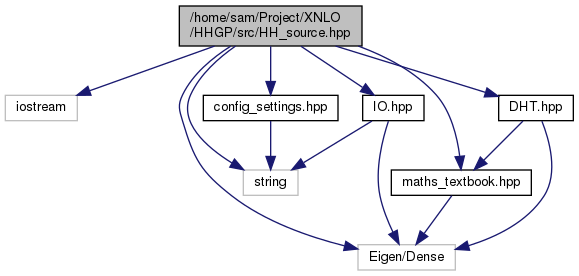 /home/sam/Project/XNLO
/HHGP/src/HH_source.hpp
iostream
config_settings.hpp
IO.hpp
DHT.hpp
string
maths_textbook.hpp
Eigen/Dense